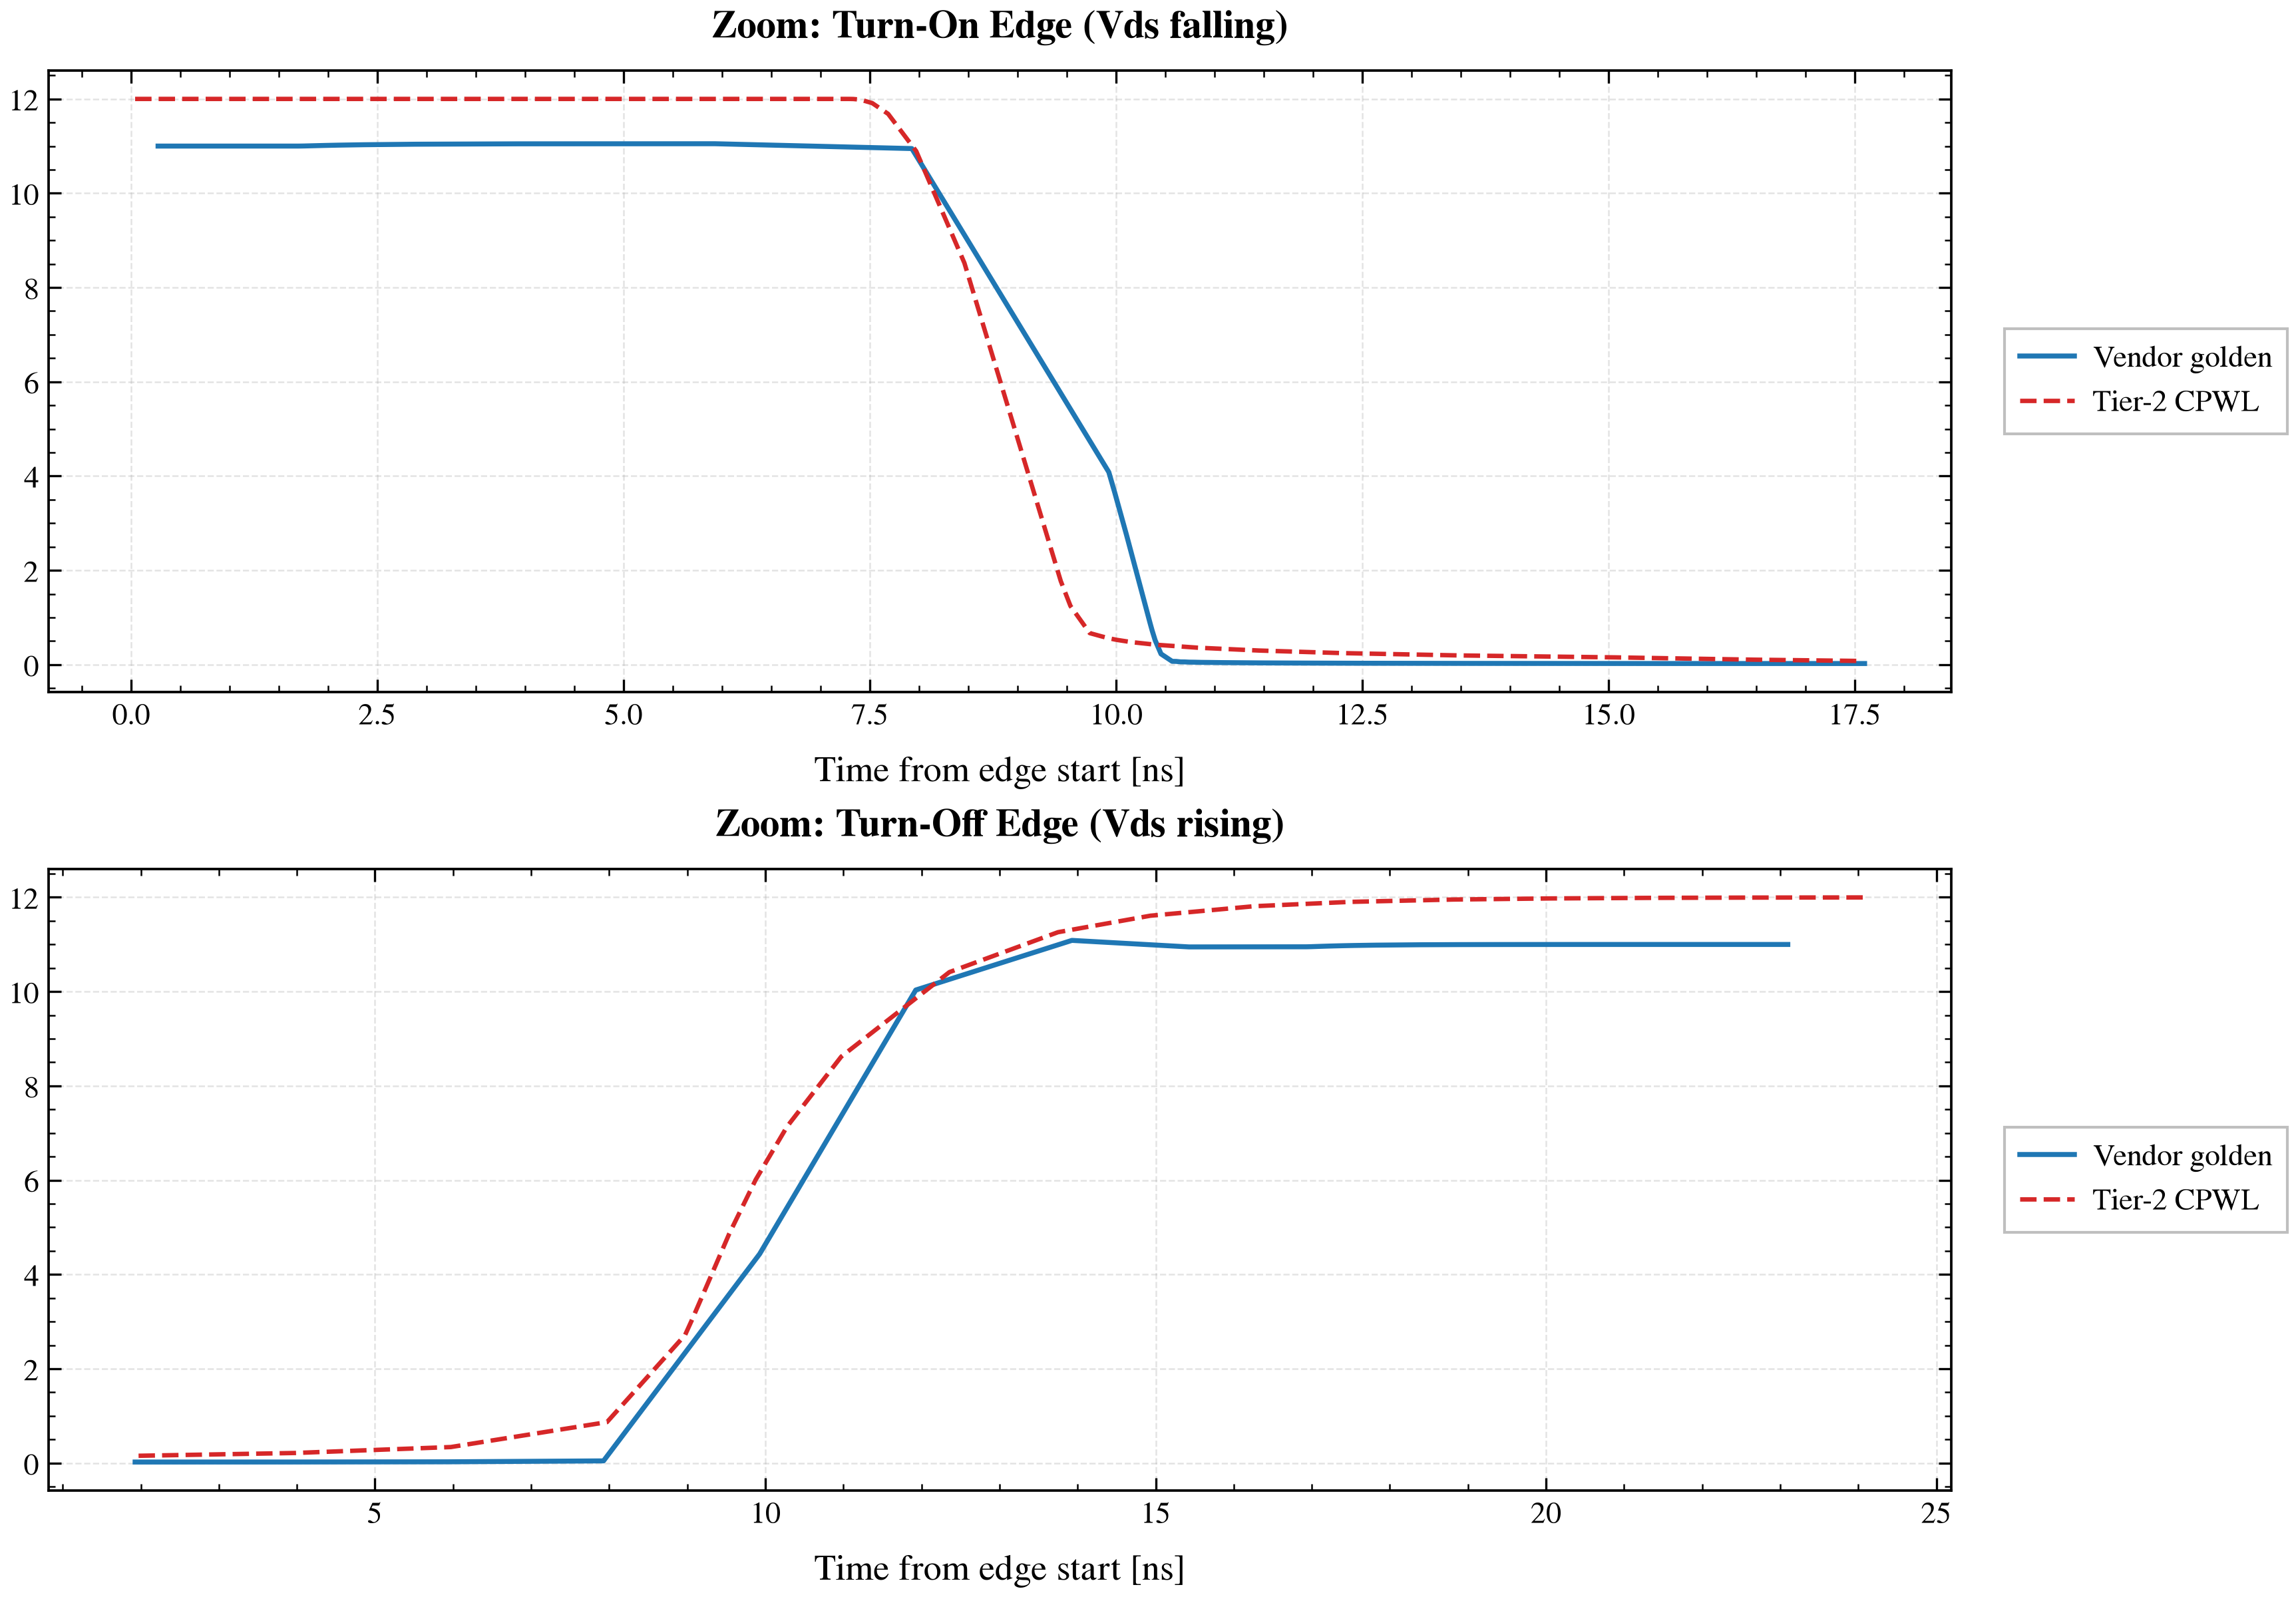 Zoom: Turn-On Edge (Vds falling)
12
10
8
6
4
2
0
0.0 2.5 5.0 7.5 10.0 12.5 15.0 17.5
Time from edge start [ns]
Vendor golden
Tier-2 CPWL
Zoom: Turn-Off Edge (Vds rising)
12
10
8
6
4
2
0
5 10 15 20 25
Time from edge start [ns]
Vendor golden
Tier-2 CPWL